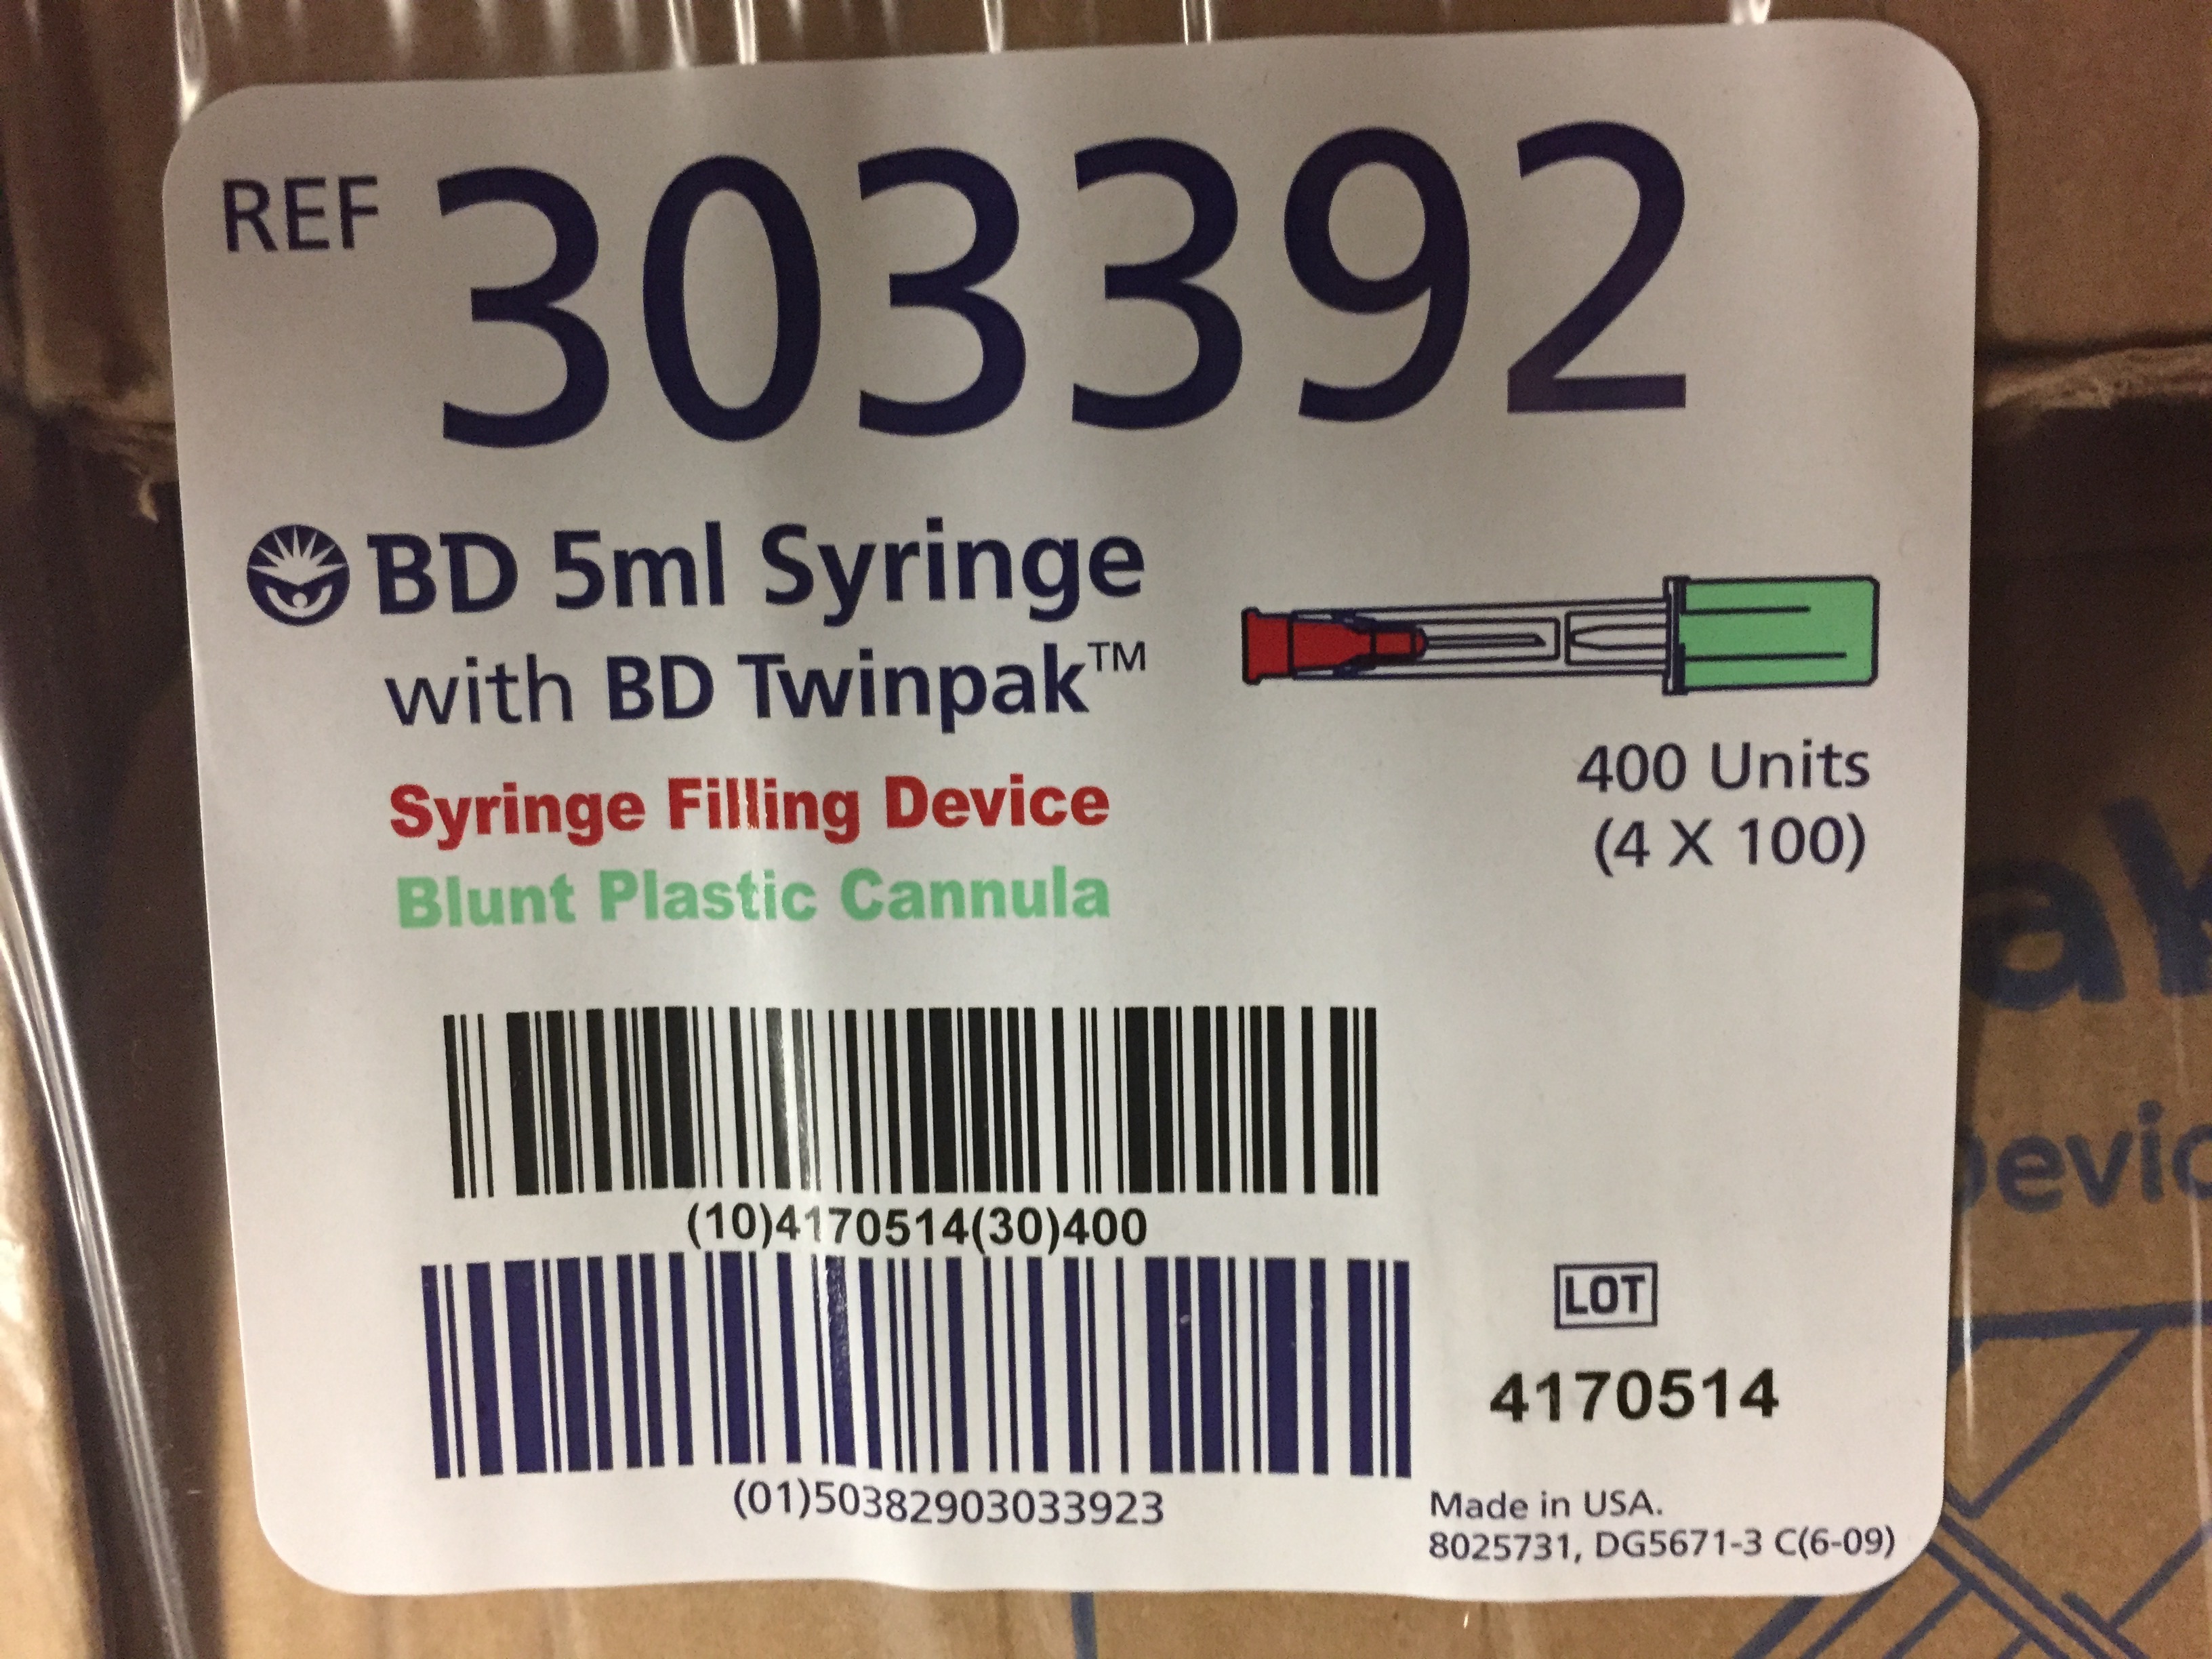 REF 303392
BD 5ml Syringe
with BD Twinpak™
Syringe Filling Device
Blunt Plastic Cannula
400 Units
(4 X 100)
(10)4170514(30)400
LOT
4170514
(01)50382903033923
Made in USA.
8025731, DG5671-3 C(6-09)